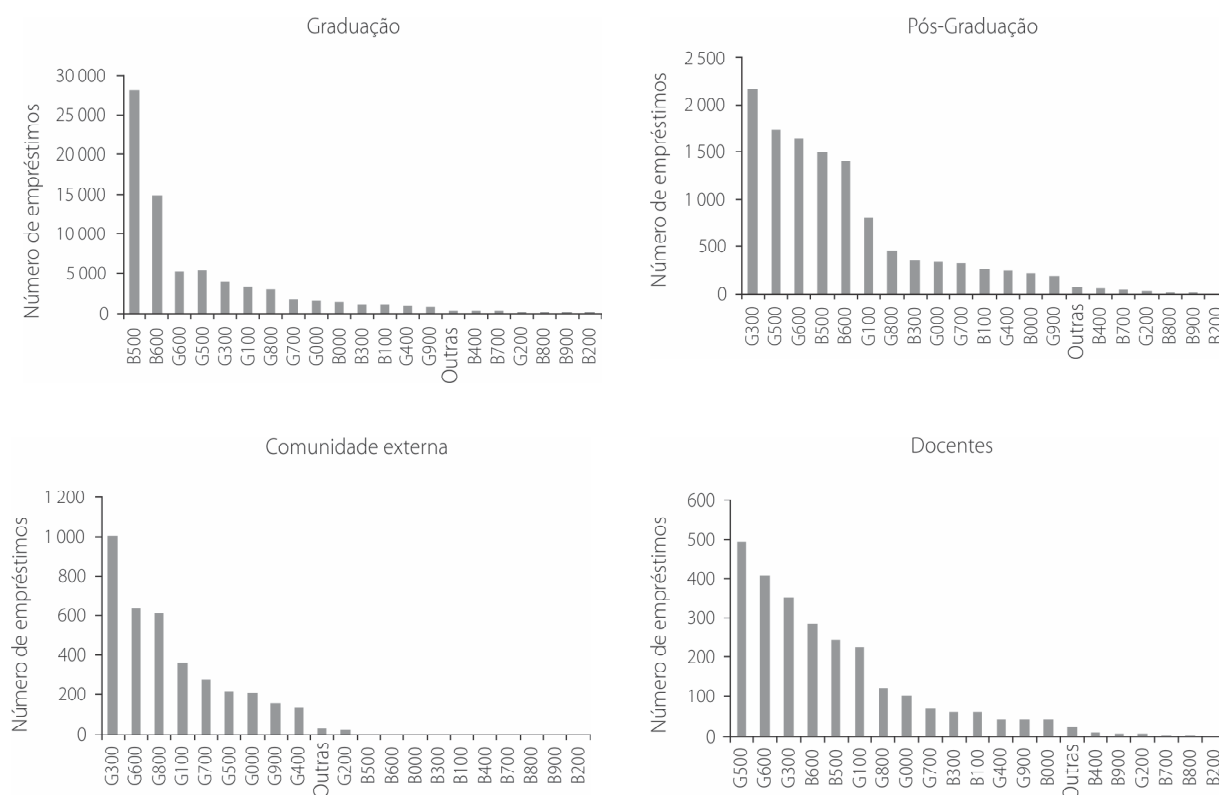 Graduação
Número de empréstimos
30 000
25 000
20 000
15 000
10 000
5 000
0
B500
B600
G600
G500
G300
G100
G800
G700
G000
B000
B300
B100
G400
G900
Outras
B400
B700
G200
B800
B900
B200
Pós-Graduação
Número de empréstimos
2 500
2 000
1 500
1 000
500
0
G300
G500
G600
B500
B600
G100
G800
B300
G000
G700
B100
G400
B000
G900
Outras
B400
B700
G200
B800
B900
B200
Comunidade externa
Número de empréstimos
1 200
1 000
800
600
400
200
0
G300
G600
G800
G100
G700
G500
G000
G900
G400
Outras
G200
B500
B600
B000
B300
B100
B400
B700
B800
B900
B200
Docentes
Número de empréstimos
600
500
400
300
200
100
0
G500
G600
G300
B600
B500
G100
G800
G000
G700
B300
B100
G400
G900
B000
Outras
B400
B900
G200
B700
B800
B200